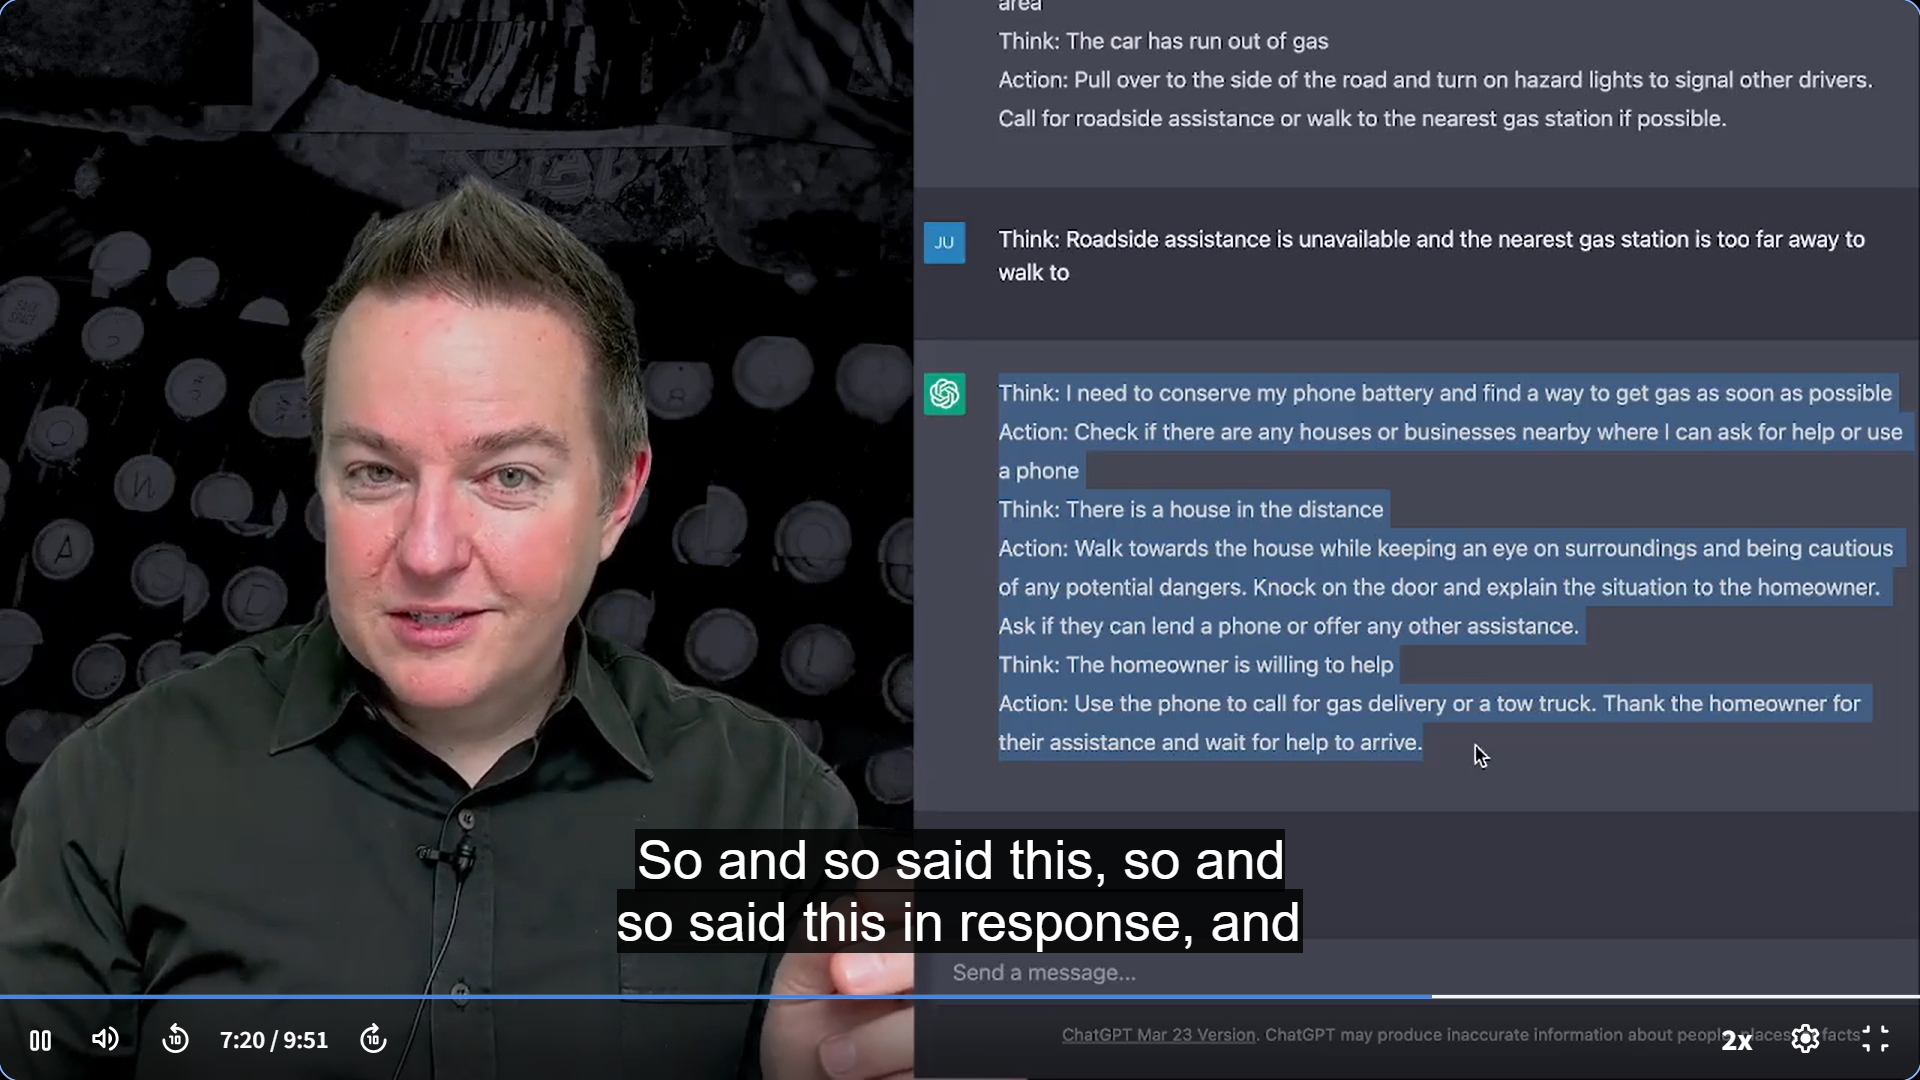 area
Think: The car has run out of gas
Action: Pull over to the side of the road and turn on hazard lights to signal other drivers.
Call for roadside assistance or walk to the nearest gas station if possible.
JU
Think: Roadside assistance is unavailable and the nearest gas station is too far away to
walk to
Think: I need to conserve my phone battery and find a way to get gas as soon as possible
Action: Check if there are any houses or businesses nearby where I can ask for help or use
a phone
Think: There is a house in the distance
Action: Walk towards the house while keeping an eye on surroundings and being cautious
of any potential dangers. Knock on the door and explain the situation to the homeowner.
Ask if they can lend a phone or offer any other assistance.
Think: The homeowner is willing to help
Action: Use the phone to call for gas delivery or a tow truck. Thank the homeowner for
their assistance and wait for help to arrive.
So and so said this, so and
so said this in response, and
Send a message...
10
7:20 / 9:51
10
ChatGPT Mar 23 Version. ChatGPT may produce inaccurate information about people, places, facts
2x
A
N
D